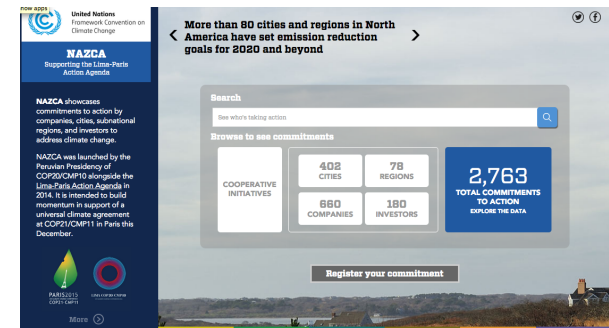 now apps
United Nations
Framework Convention on
Climate Change
NAZCA
Supporting the Lima-Paris
Action Agenda
NAZCA showcases
commitments to action by
companies, cities, subnational
regions, and investors to
address climate change.
NAZCA was launched by the
Peruvian Presidency of
COP20/CMP10 alongside the
Lima-Paris Action Agenda in
2014. It is intended to build
momentum in support of a
universal climate agreement
at COP21/CMP11 in Paris this
December.
PARIS2015
COP21·CMP11
LIMA COP20 | CMP10
More
More than 80 cities and regions in North
America have set emission reduction
goals for 2020 and beyond
Search
See who's taking action
Browse to see commitments
COOPERATIVE
INITIATIVES
402
CITIES
78
REGIONS
660
COMPANIES
180
INVESTORS
2,763
TOTAL COMMITMENTS
TO ACTION
EXPLORE THE DATA
Register your commitment